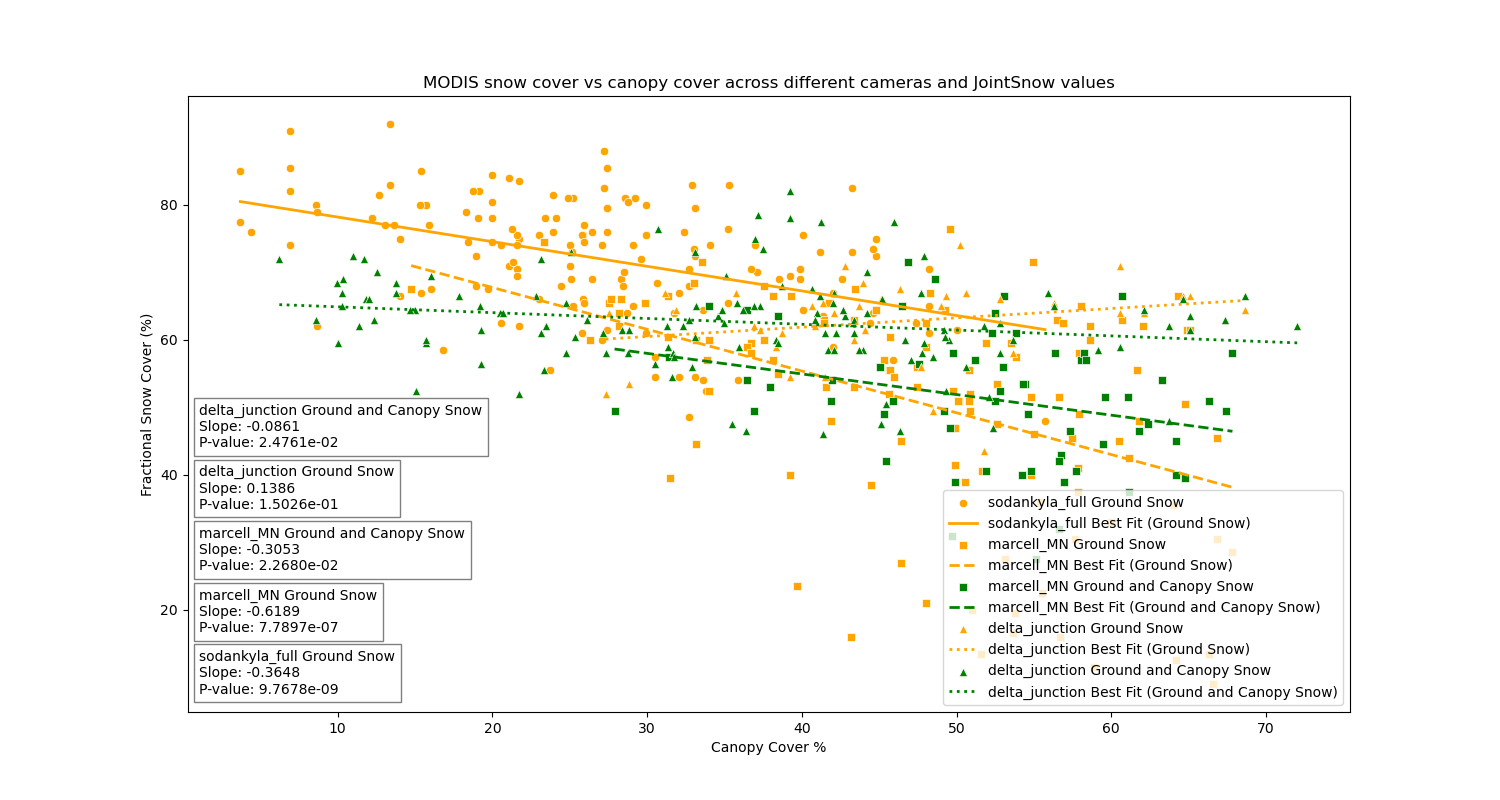 MODIS snow cover vs canopy cover across different cameras and JointSnow values
Fractional Snow Cover (%)
80
60
40
20
delta_junction Ground and Canopy Snow
Slope: -0.0861
P-value: 2.4761e-02
delta_junction Ground Snow
Slope: 0.1386
P-value: 1.5026e-01
marcell_MN Ground and Canopy Snow
Slope: -0.3053
P-value: 2.2680e-02
marcell_MN Ground Snow
Slope: -0.6189
P-value: 7.7897e-07
sodankyla_full Ground Snow
Slope: -0.3648
P-value: 9.7678e-09
sodankyla_full Ground Snow
sodankyla_full Best Fit (Ground Snow)
marcell_MN Ground Snow
marcell_MN Best Fit (Ground Snow)
marcell_MN Ground and Canopy Snow
marcell_MN Best Fit (Ground and Canopy Snow)
delta_junction Ground Snow
delta_junction Best Fit (Ground Snow)
delta_junction Ground and Canopy Snow
delta_junction Best Fit (Ground and Canopy Snow)
10 20 30 40 50 60 70
Canopy Cover %